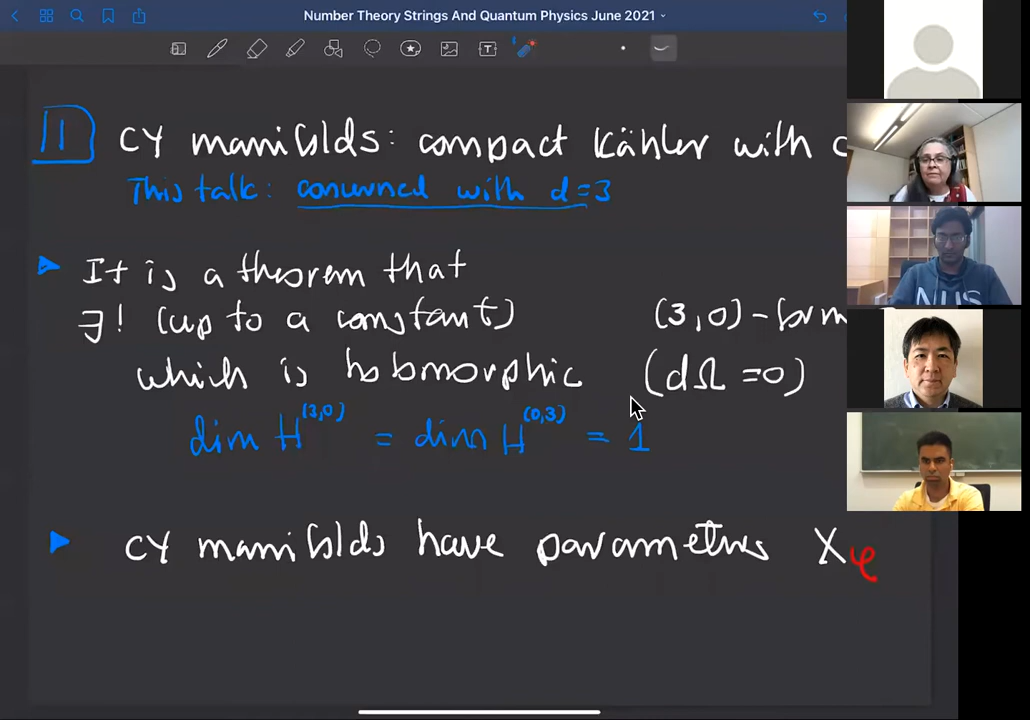 Number Theory Strings And Quantum Physics June 2021
1 CY manifolds: compact Kähler with c
This talk: concerned with d=3
It is a theorem that
∃! (up to a constant) (3,0)-form
which is holomorphic (dΩ =0)
dim H^(3,0) = dim H^(0,3) = 1
CY manifolds have parameters Xφ
NUS